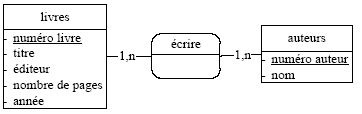 livres
- numéro livre
- titre
- éditeur
- nombre de pages
- année
1,n
écrire
1,n
auteurs
- numéro auteur
- nom